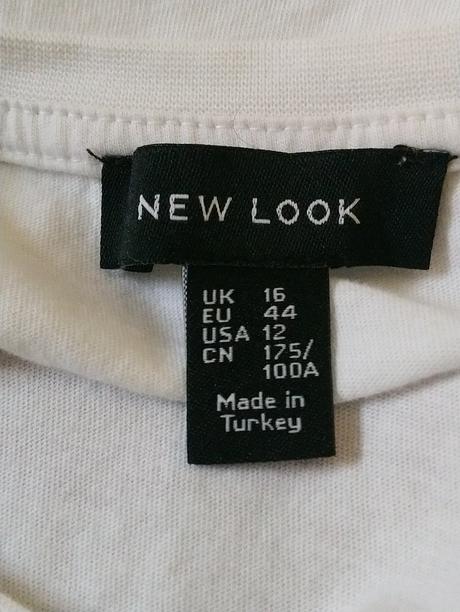 NEW LOOK
UK 16
EU 44
USA 12
CN 175/
100A
Made in
Turkey